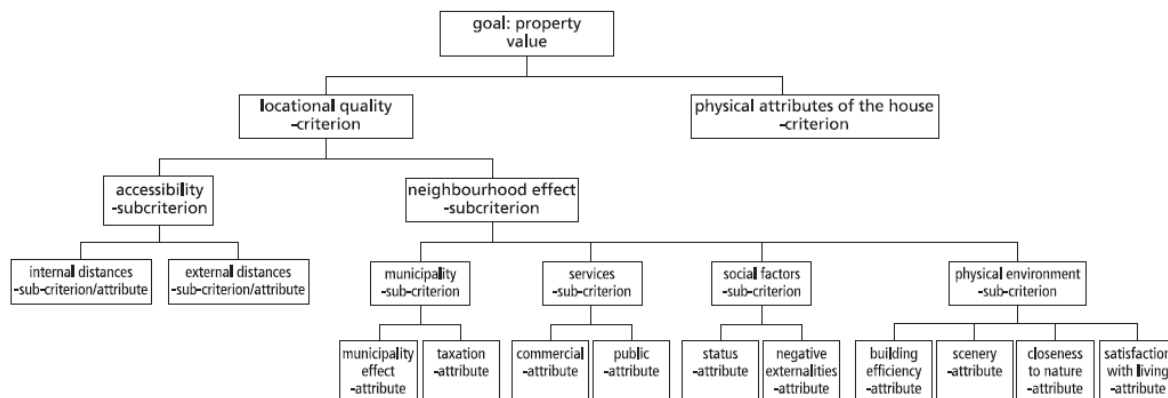 goal: property
value
locational quality
-criterion
physical attributes of the house
-criterion
accessibility
-subcriterion
neighbourhood effect
-subcriterion
internal distances
-sub-criterion/attribute
external distances
-sub-criterion/attribute
municipality
-sub-criterion
services
-sub-criterion
social factors
-sub-criterion
physical environment
-sub-criterion
municipality
effect
-attribute
taxation
-attribute
commercial
-attribute
public
-attribute
status
-attribute
negative
externalities
-attribute
building
efficiency
-attribute
scenery
-attribute
closeness
to nature
-attribute
satisfaction
with living
-attribute